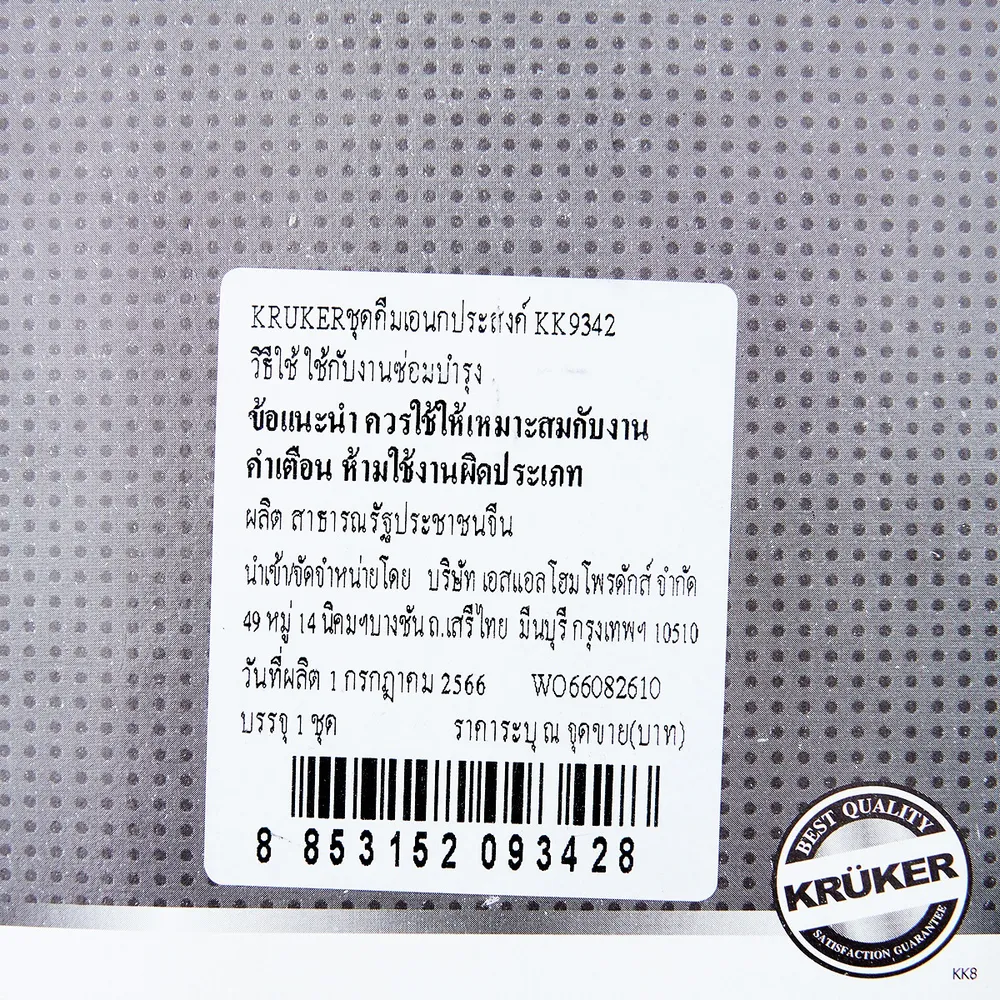 KRUKERชุดคีมเอนกประสงค์ KK9342
วิธีใช้ ใช้กับงานซ่อมบำรุง
ข้อแนะนำ ควรใช้ให้เหมาะสมกับงาน
คำเตือน ห้ามใช้งานผิดประเภท
ผลิต สาธารณรัฐประชาชนจีน
นำเข้า/จัดจำหน่ายโดย บริษัท เอสแอลโฮมโพรดักส์ จำกัด
49 หมู่ 14 นิคมฯบางชัน ถ.เสรีไทย มีนบุรี กรุงเทพฯ 10510
วันที่ผลิต 1 กรกฎาคม 2566 WO66082610
บรรจุ 1 ชุด ราคาระบุ ณ จุดขาย(บาท)
8 853152 093428
BEST QUALITY
KRÜKER
SATISFACTION GUARANTEE
KK8